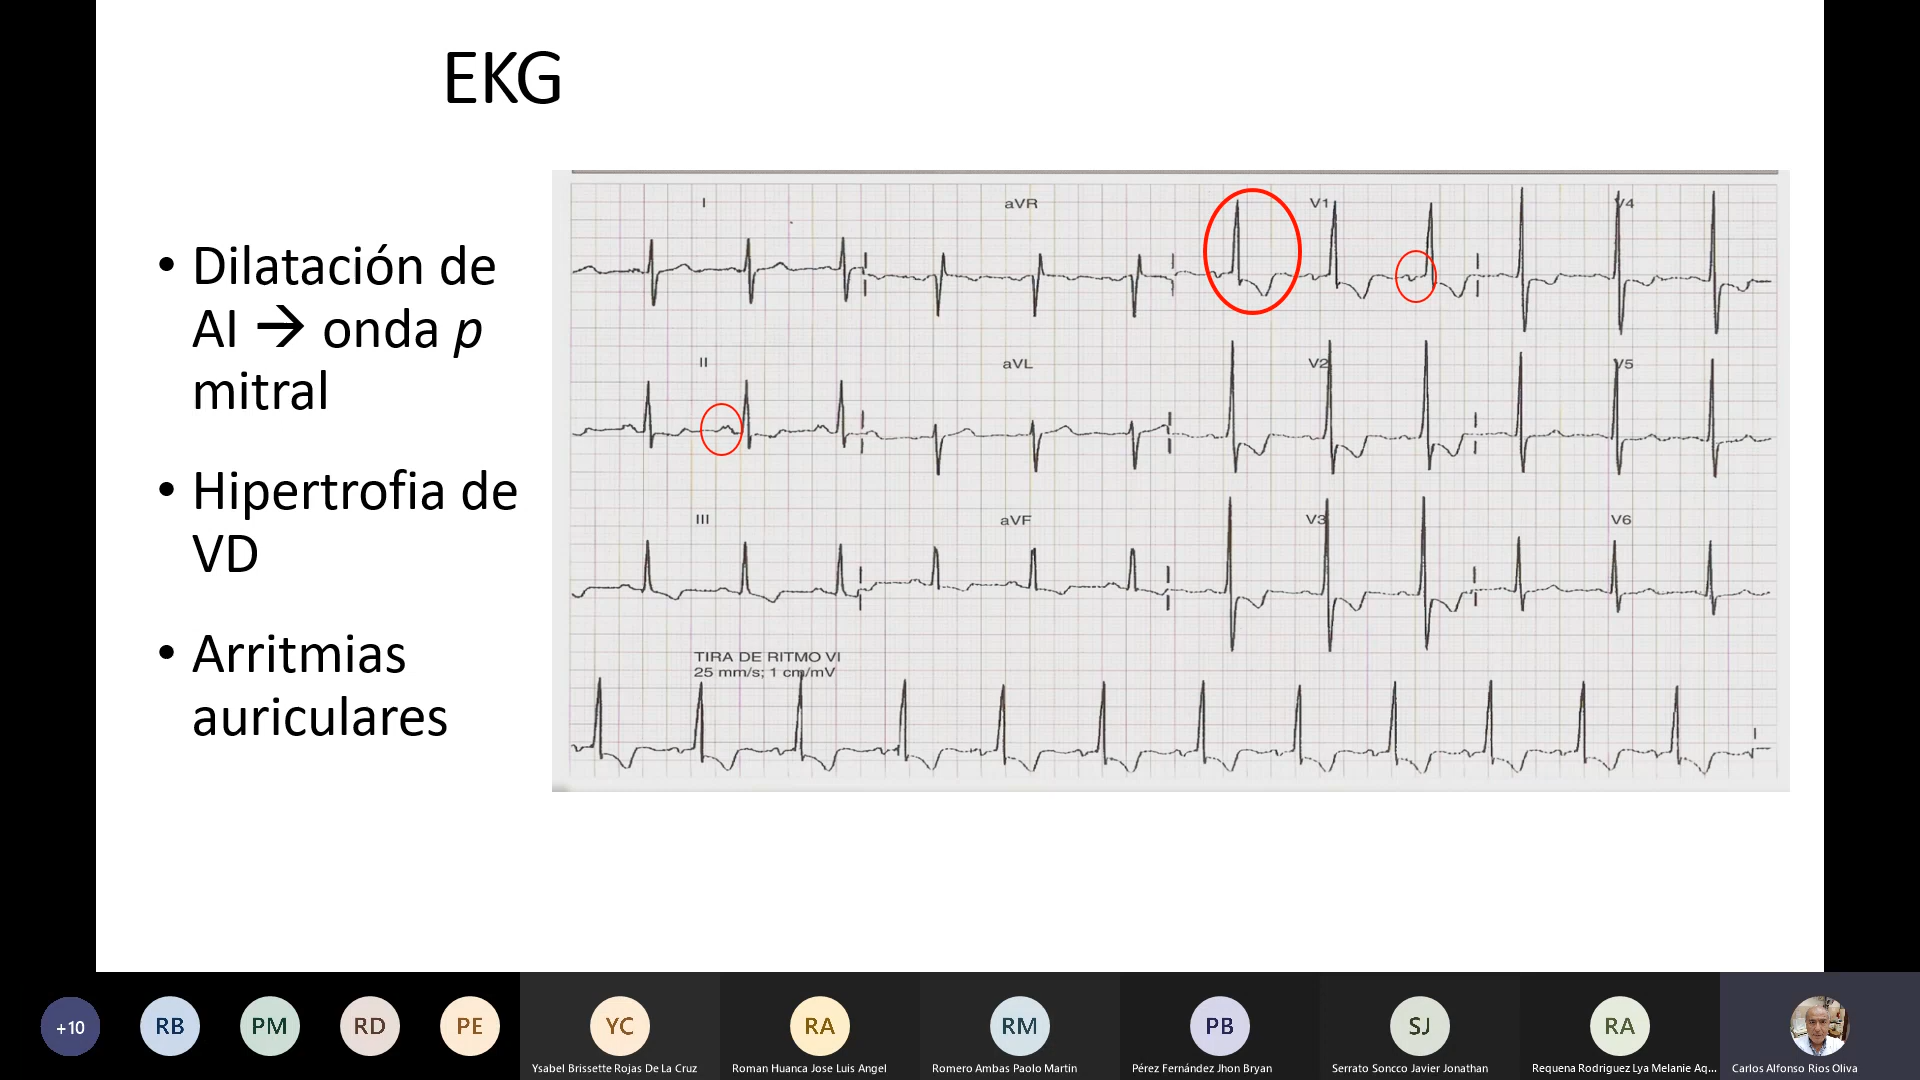 EKG
• Dilatación de
AI → onda p
mitral
• Hipertrofia de
VD
• Arritmias
auriculares
I
aVR
V1
V4
II
aVL
V2
V5
III
aVF
V3
V6
TIRA DE RITMO VI
25 mm/s; 1 cm/mV
+10
RB
PM
RD
PE
YC
RA
RM
PB
SJ
RA
Ysabel Brissette Rojas De La Cruz
Roman Huanca Jose Luis Angel
Romero Ambas Paolo Martin
Pérez Fernández Jhon Bryan
Serrato Soncco Javier Jonathan
Requena Rodriguez Lya Melanie Aq...
Carlos Alfonso Rios Oliva